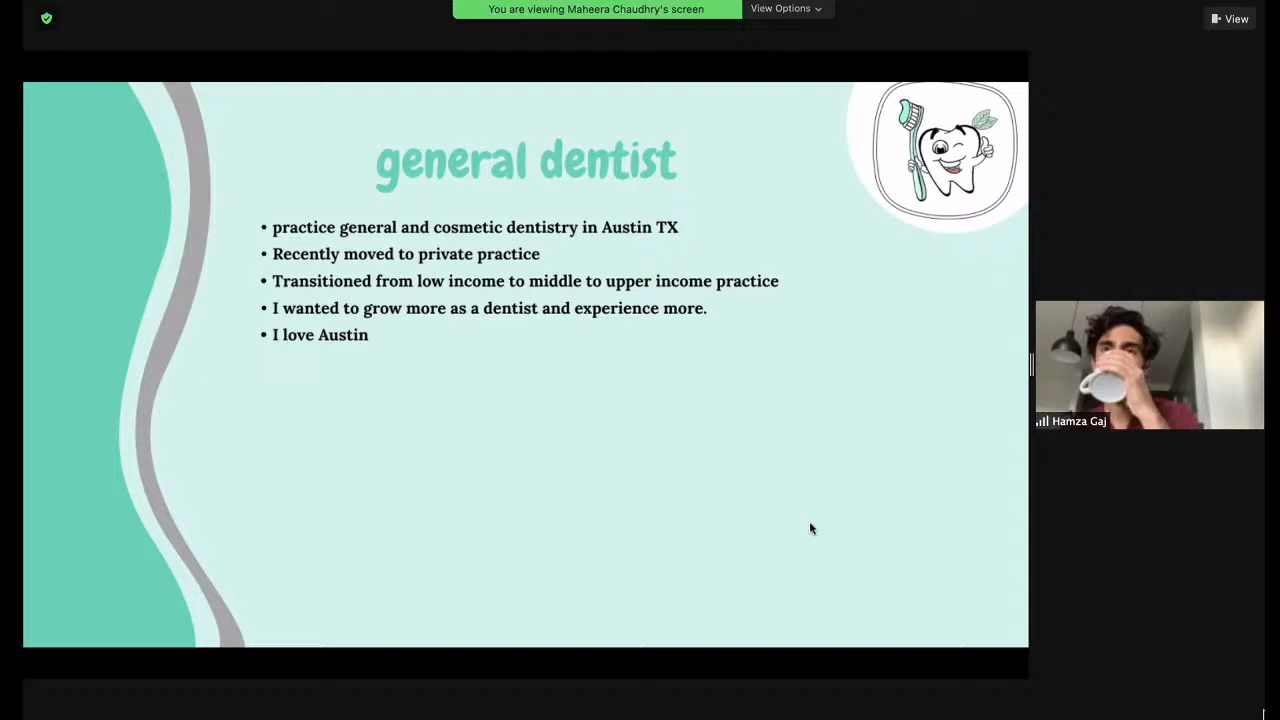 You are viewing Maheera Chaudhry's screen
View Options
View
general dentist
• practice general and cosmetic dentistry in Austin TX
• Recently moved to private practice
• Transitioned from low income to middle to upper income practice
• I wanted to grow more as a dentist and experience more.
• I love Austin
Hamza Gaj